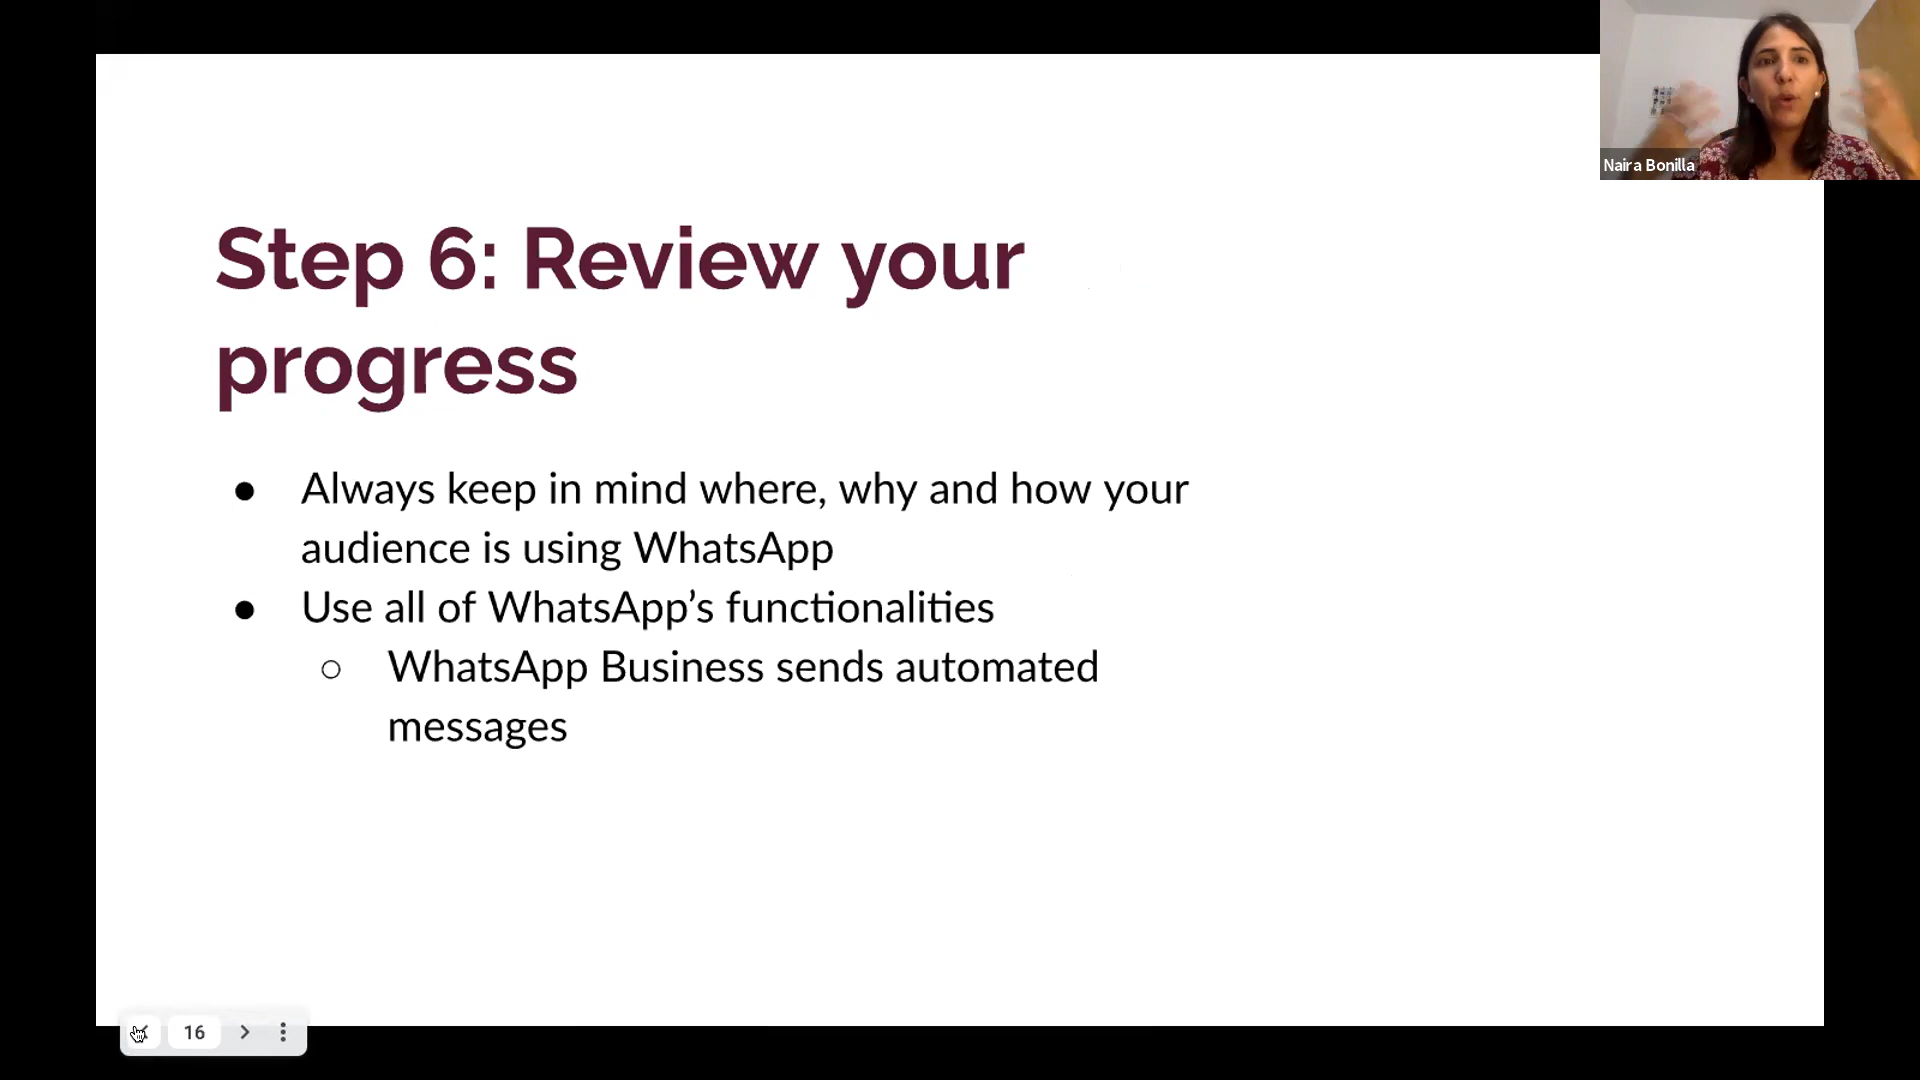 Naira Bonilla
Step 6: Review your
progress
● Always keep in mind where, why and how your
audience is using WhatsApp
● Use all of WhatsApp’s functionalities
○ WhatsApp Business sends automated
messages
16